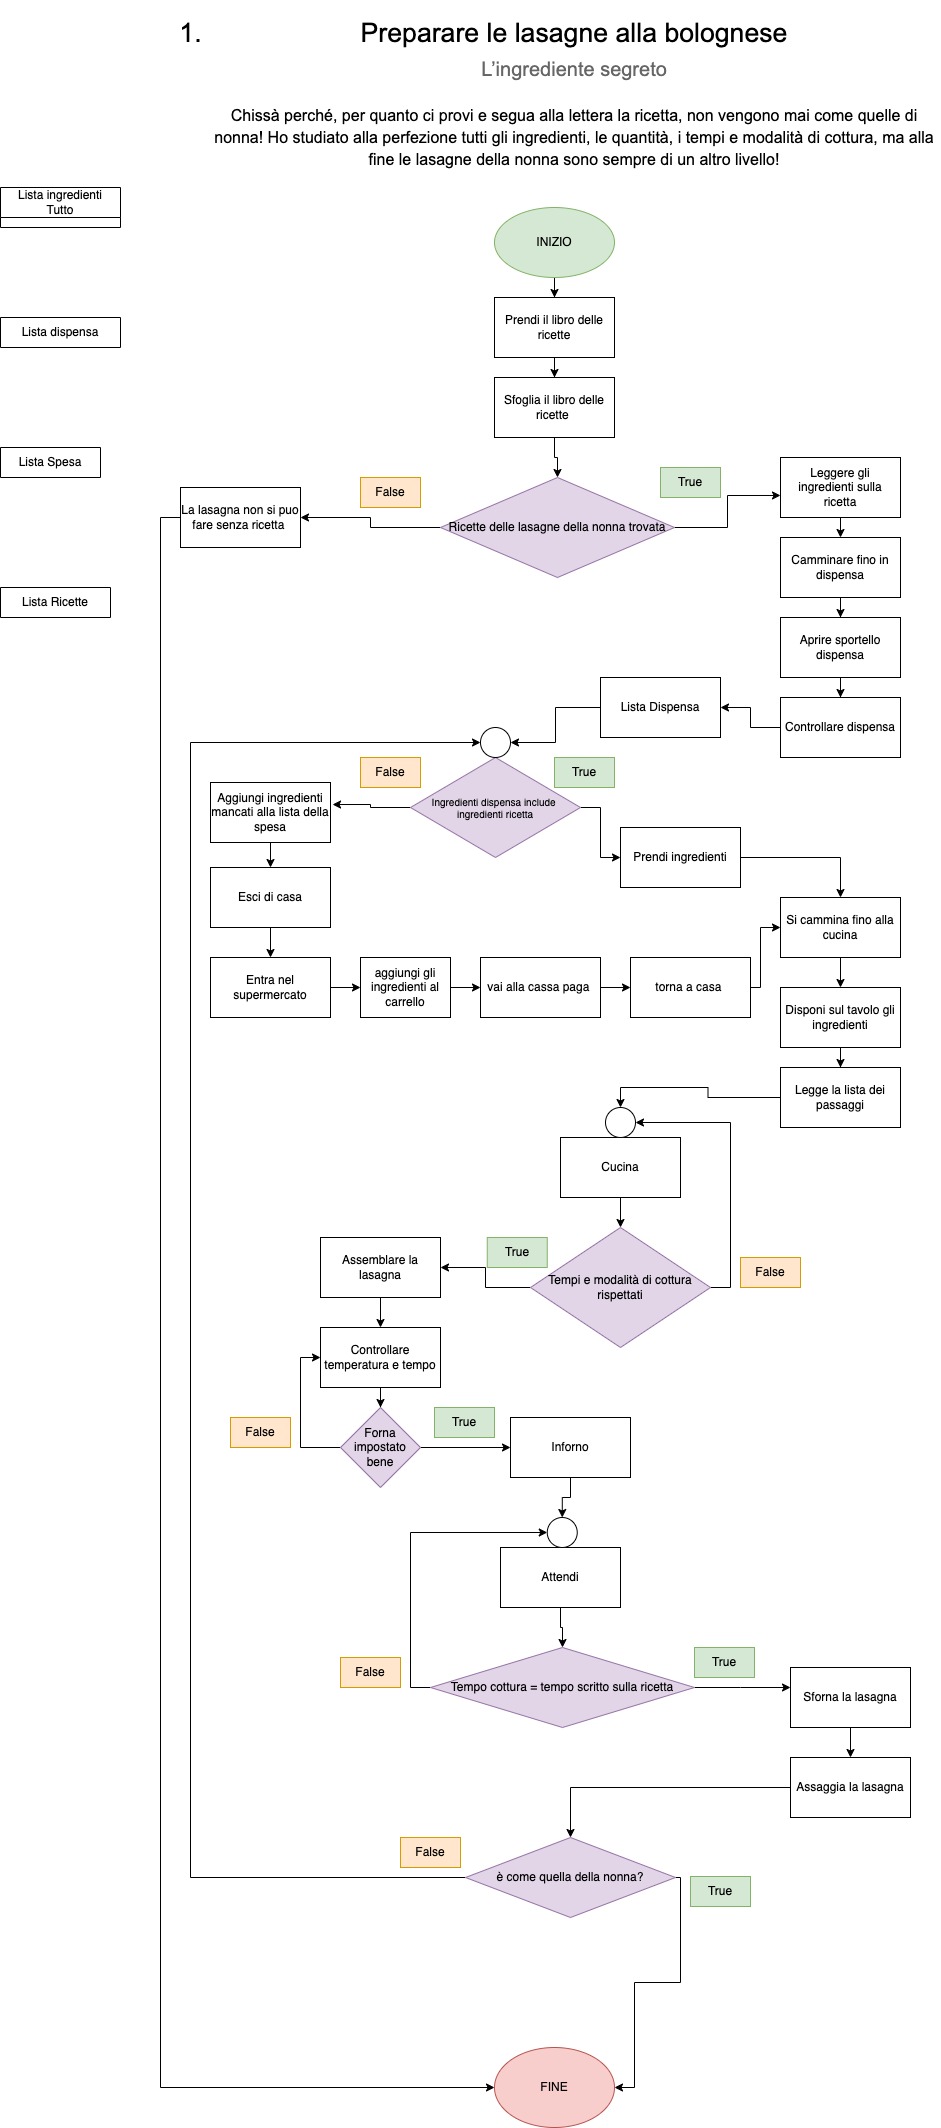 1.
Preparare le lasagne alla bolognese
L'ingrediente segreto
Chissà perché, per quanto ci provi e segua alla lettera la ricetta, non vengono mai come quelle di
nonna! Ho studiato alla perfezione tutti gli ingredienti, le quantità, i tempi e modalità di cottura, ma alla
fine le lasagne della nonna sono sempre di un altro livello!
Lista ingredienti
Tutto
Lista dispensa
Lista Spesa
Lista Ricette
INIZIO
Prendi il libro delle
ricette
Sfoglia il libro delle
ricette
Ricette delle lasagne della nonna trovata
False
La lasagna non si puo
fare senza ricetta
True
Leggere gli
ingredienti sulla
ricetta
Camminare fino in
dispensa
Aprire sportello
dispensa
Controllare dispensa
Lista Dispensa
Ingredienti dispensa include
ingredienti ricetta
False
True
Aggiungi ingredienti
mancati alla lista della
spesa
Esci di casa
Entra nel
supermercato
aggiungi gli
ingredienti al
carrello
vai alla cassa paga
torna a casa
Prendi ingredienti
Si cammina fino alla
cucina
Disponi sul tavolo gli
ingredienti
Legge la lista dei
passaggi
Cucina
Tempi e modalità di cottura
rispettati
True
False
Assemblare la
lasagna
Controllare
temperatura e tempo
Forna
impostato
bene
False
True
Inforno
Attendi
Tempo cottura = tempo scritto sulla ricetta
False
True
Sforna la lasagna
Assaggia la lasagna
è come quella della nonna?
False
True
FINE